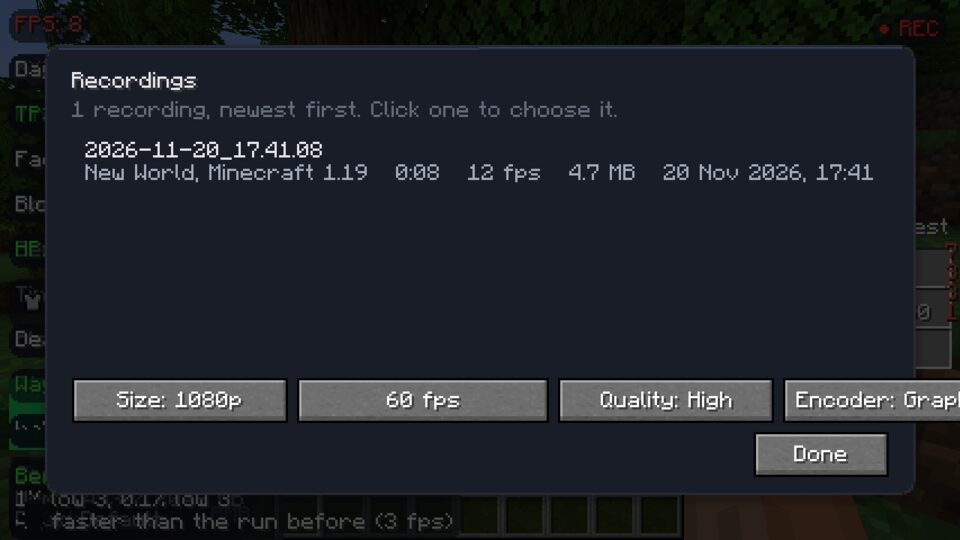 FPS: 8
REC
Recordings
1 recording, newest first. Click one to choose it.
2026-11-20_17.41.08
New World, Minecraft 1.19 0:08 12 fps 4.7 MB 20 Nov 2026, 17:41
Size: 1080p
60 fps
Quality: High
Encoder: Grap
Done
faster than the run before (3 fps)